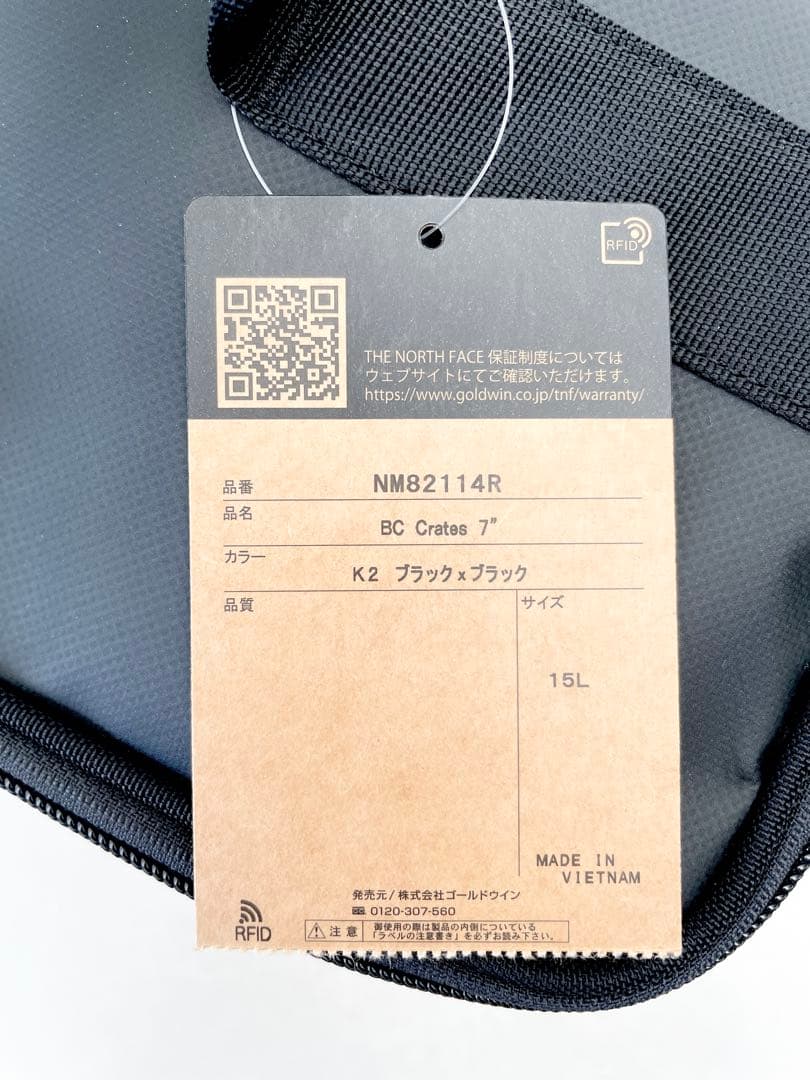 RFID
THE NORTH FACE 保証制度については
ウェブサイトにてご確認いただけます。
https://www.goldwin.co.jp/tnf/warranty/
品番 NM82114R
品名 BC Crates 7"
カラー K2 ブラックxブラック
品質 サイズ
15L
MADE IN
VIETNAM
発売元/株式会社ゴールドウイン
0120-307-560
RFID
注意 御使用の際は製品の内側についている
「ラベルの注意書き」を必ずお読み下さい。